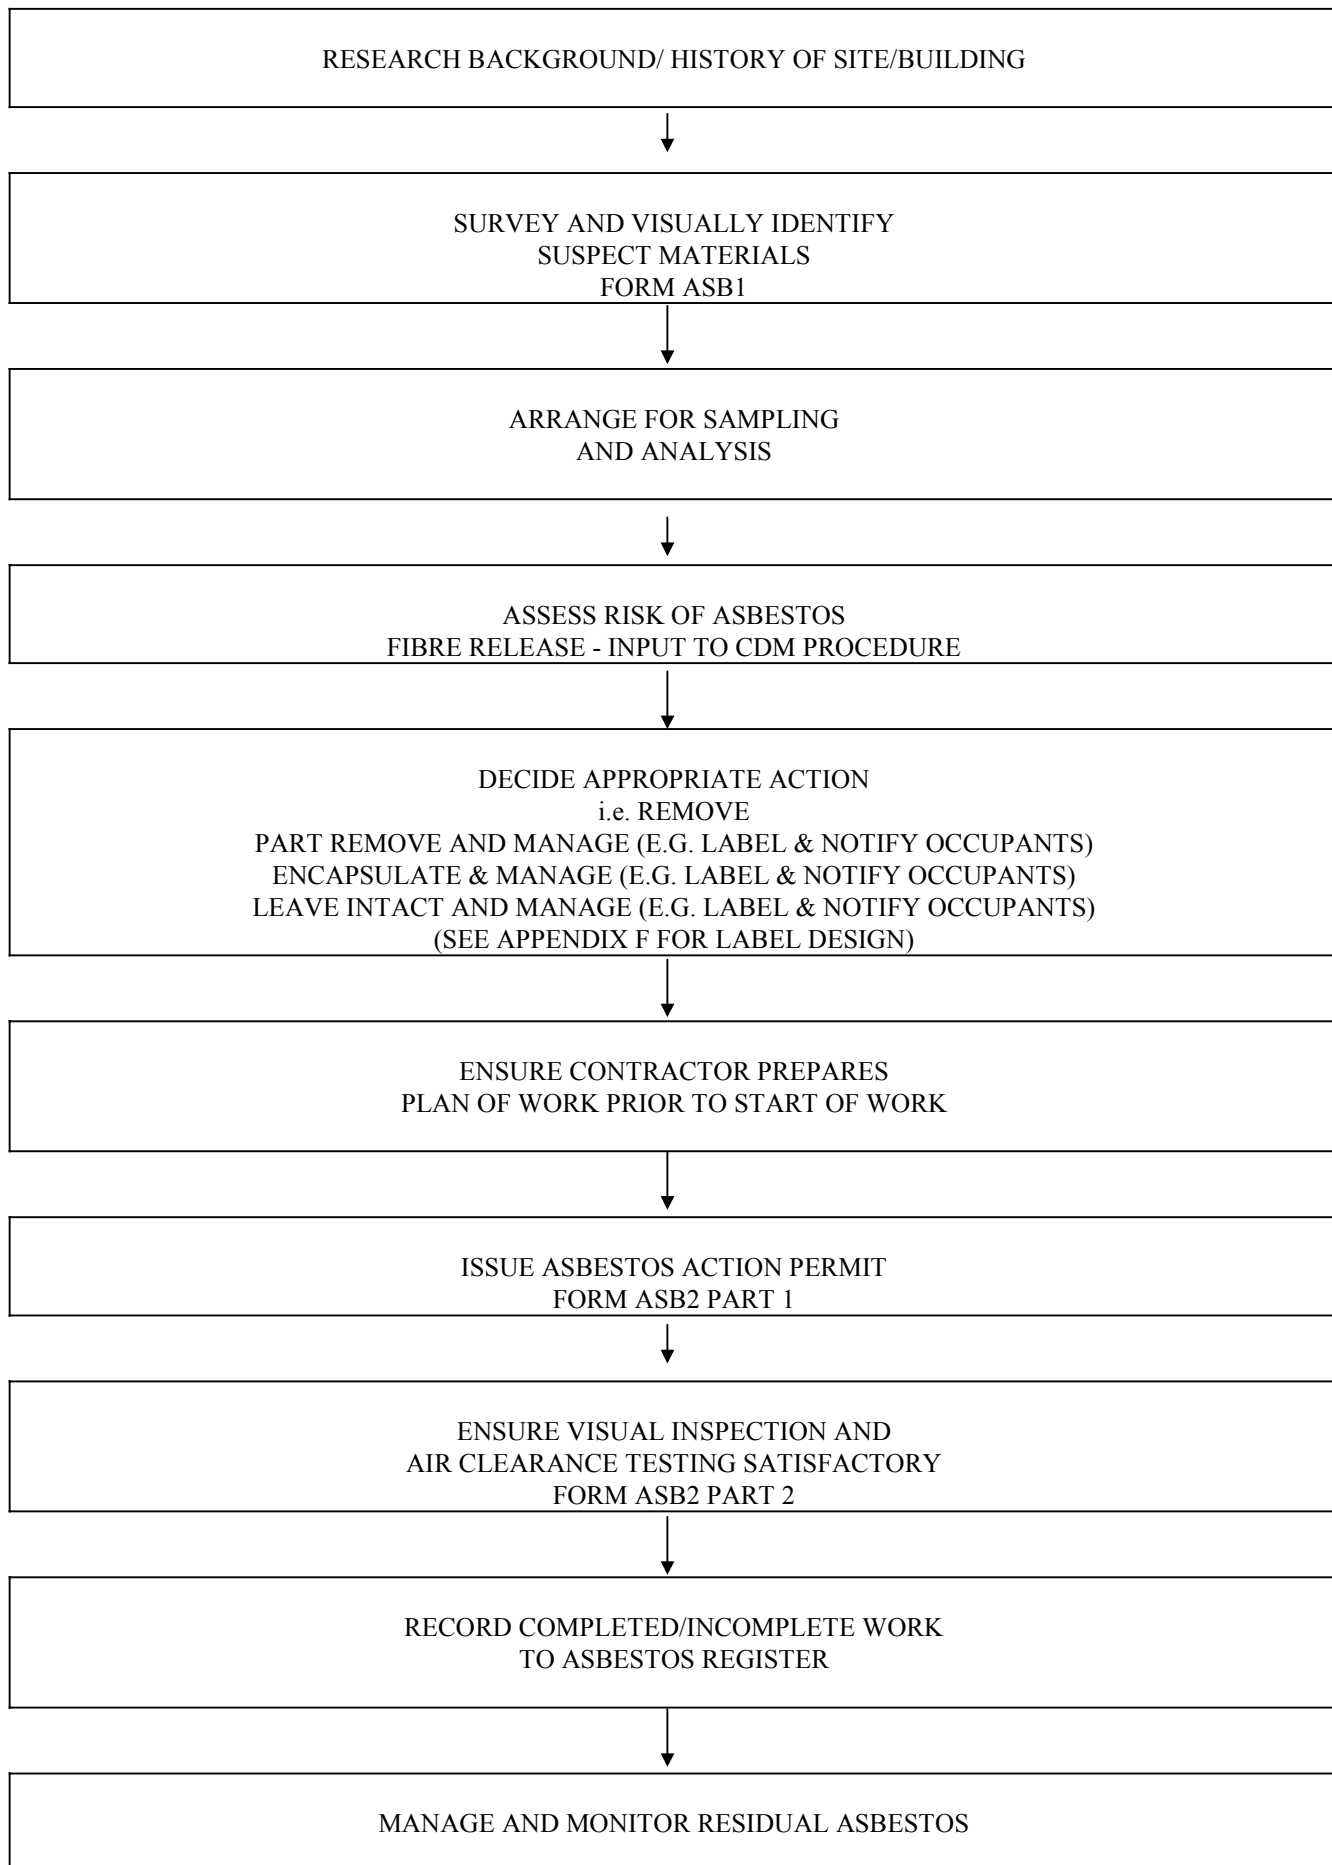 RESEARCH BACKGROUND/ HISTORY OF SITE/BUILDING
SURVEY AND VISUALLY IDENTIFY
SUSPECT MATERIALS
FORM ASB1
ARRANGE FOR SAMPLING
AND ANALYSIS
ASSESS RISK OF ASBESTOS
FIBRE RELEASE - INPUT TO CDM PROCEDURE
DECIDE APPROPRIATE ACTION
i.e. REMOVE
PART REMOVE AND MANAGE (E.G. LABEL & NOTIFY OCCUPANTS)
ENCAPSULATE & MANAGE (E.G. LABEL & NOTIFY OCCUPANTS)
LEAVE INTACT AND MANAGE (E.G. LABEL & NOTIFY OCCUPANTS)
(SEE APPENDIX F FOR LABEL DESIGN)
ENSURE CONTRACTOR PREPARES
PLAN OF WORK PRIOR TO START OF WORK
ISSUE ASBESTOS ACTION PERMIT
FORM ASB2 PART 1
ENSURE VISUAL INSPECTION AND
AIR CLEARANCE TESTING SATISFACTORY
FORM ASB2 PART 2
RECORD COMPLETED/INCOMPLETE WORK
TO ASBESTOS REGISTER
MANAGE AND MONITOR RESIDUAL ASBESTOS